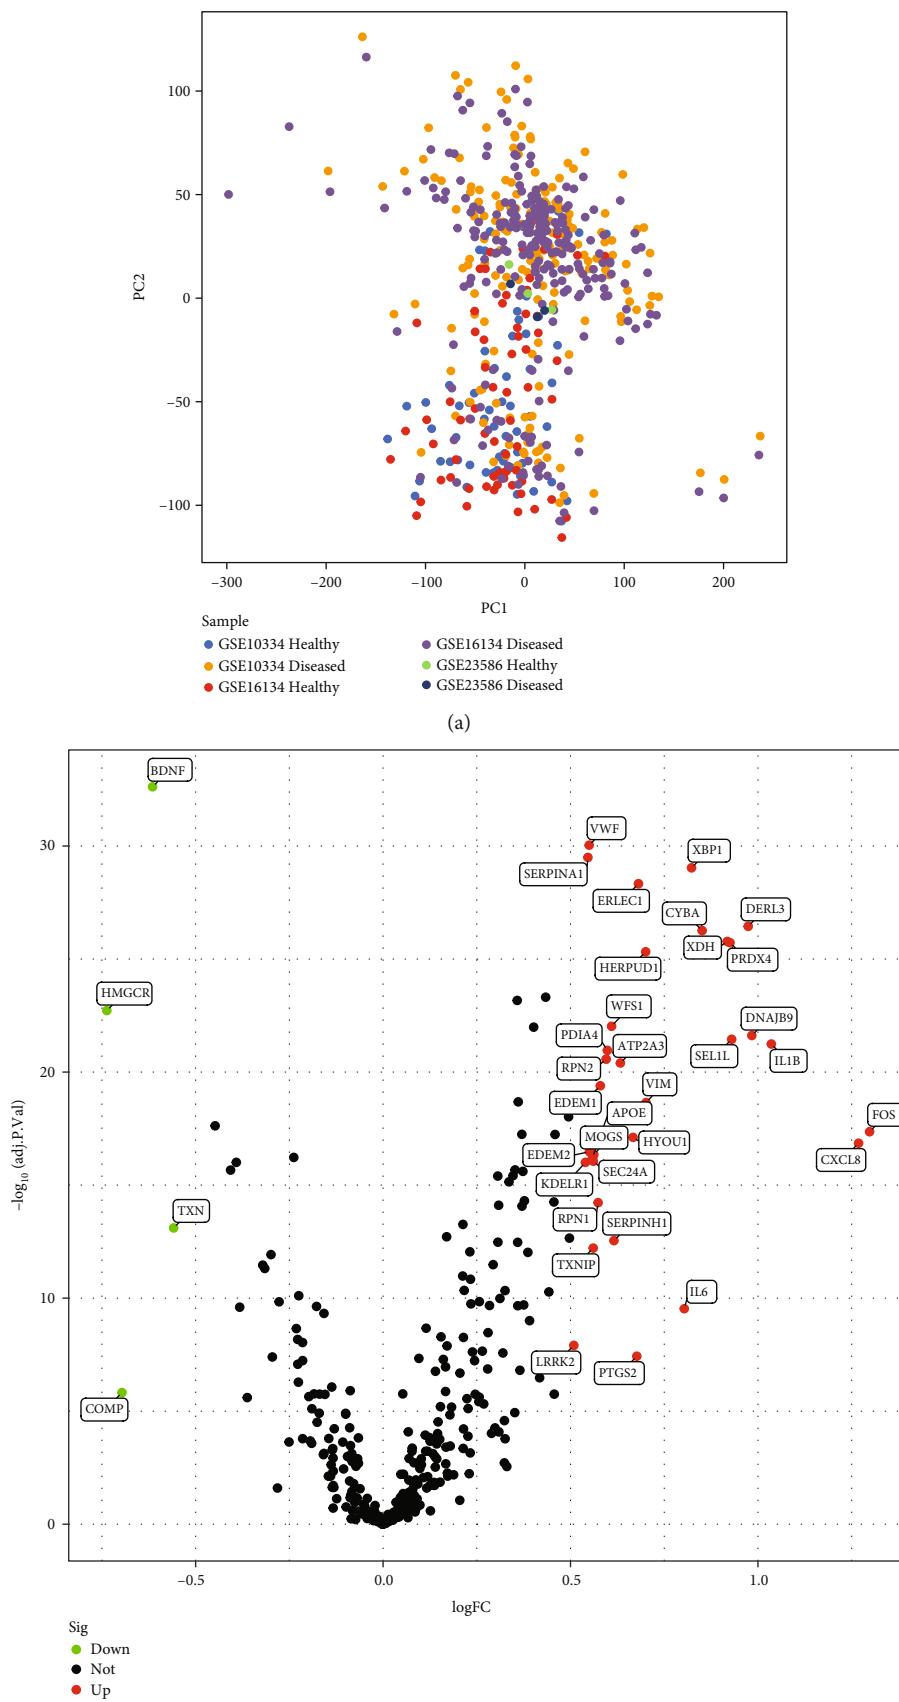 100
50
0
−50
−100
PC2
−300
−200
−100
0
100
200
PC1
Sample
GSE10334 Healthy
GSE16134 Diseased
GSE10334 Diseased
GSE23586 Healthy
GSE16134 Healthy
GSE23586 Diseased
(a)
BDNF
VWF
XBP1
SERPINA1
ERLEC1
CYBA
DERL3
XDH
PRDX4
HERPUD1
HMGCR
WFS1
DNAJB9
PDIA4
ATP2A3
SEL1L
IL1B
RPN2
VIM
EDEM1
APOE
FOS
MOGS
HYOU1
EDEM2
CXCL8
SEC24A
KDELR1
TXN
RPN1
SERPINH1
TXNIP
IL6
LRRK2
PTGS2
COMP
30
20
10
0
−log10 (adj.P.Val)
−0.5
0.0
0.5
1.0
logFC
Sig
Down
Not
Up